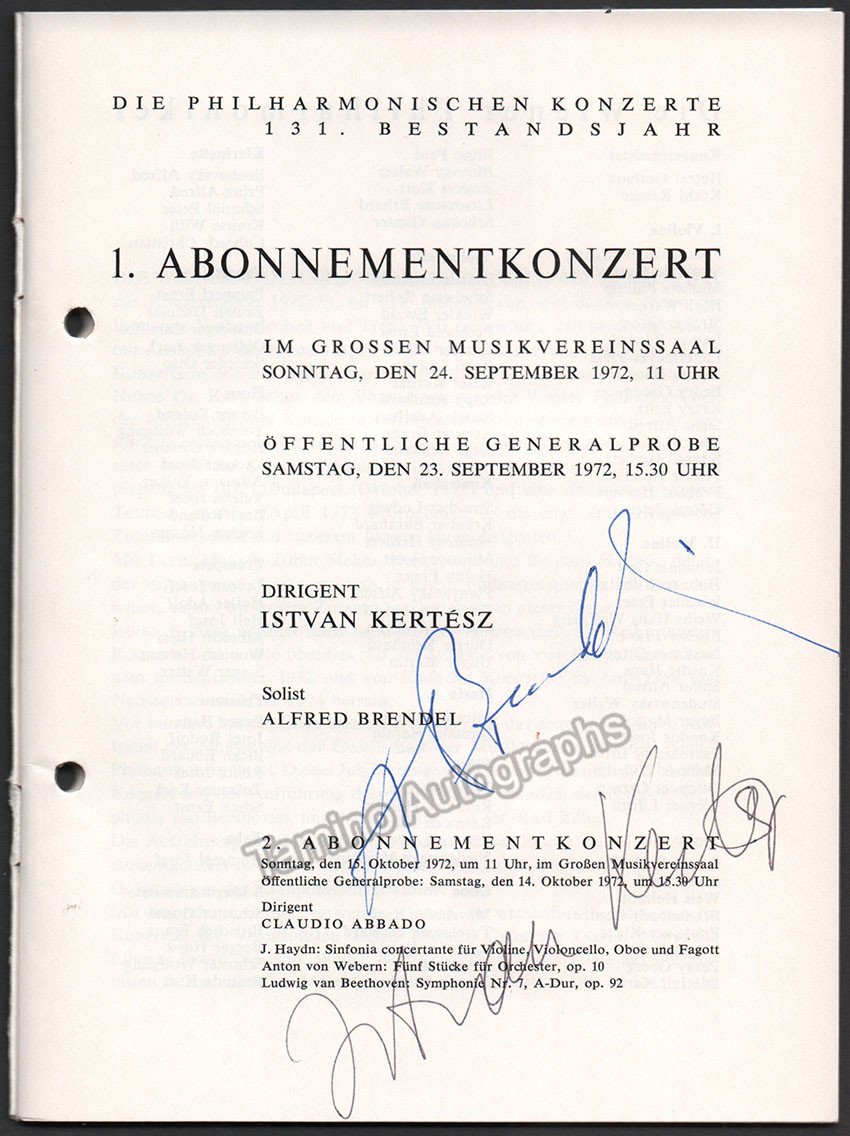 DIE PHILHARMONISCHEN KONZERTE
131. BESTANDSJAHR
1. ABONNEMENTKONZERT
IM GROSSEN MUSIKVEREINSSAAL
SONNTAG, DEN 24. SEPTEMBER 1972, 11 UHR
ÖFFENTLICHE GENERALPROBE
SAMSTAG, DEN 23. SEPTEMBER 1972, 15.30 UHR
DIRIGENT
ISTVAN KERTÉSZ
Solist
ALFRED BRENDEL
A. Brendel
Tamino Autographs
Kertész
2. ABONNEMENTKONZERT
Sonntag, den 15. Oktober 1972, um 11 Uhr, im Großen Musikvereinssaal
Öffentliche Generalprobe: Samstag, den 14. Oktober 1972, um 15.30 Uhr
Dirigent
CLAUDIO ABBADO
J. Haydn: Sinfonia concertante für Violine, Violoncello, Oboe und Fagott
Anton von Webern: Fünf Stücke für Orchester, op. 10
Ludwig van Beethoven: Symphonie Nr. 7, A-Dur, op. 92
István